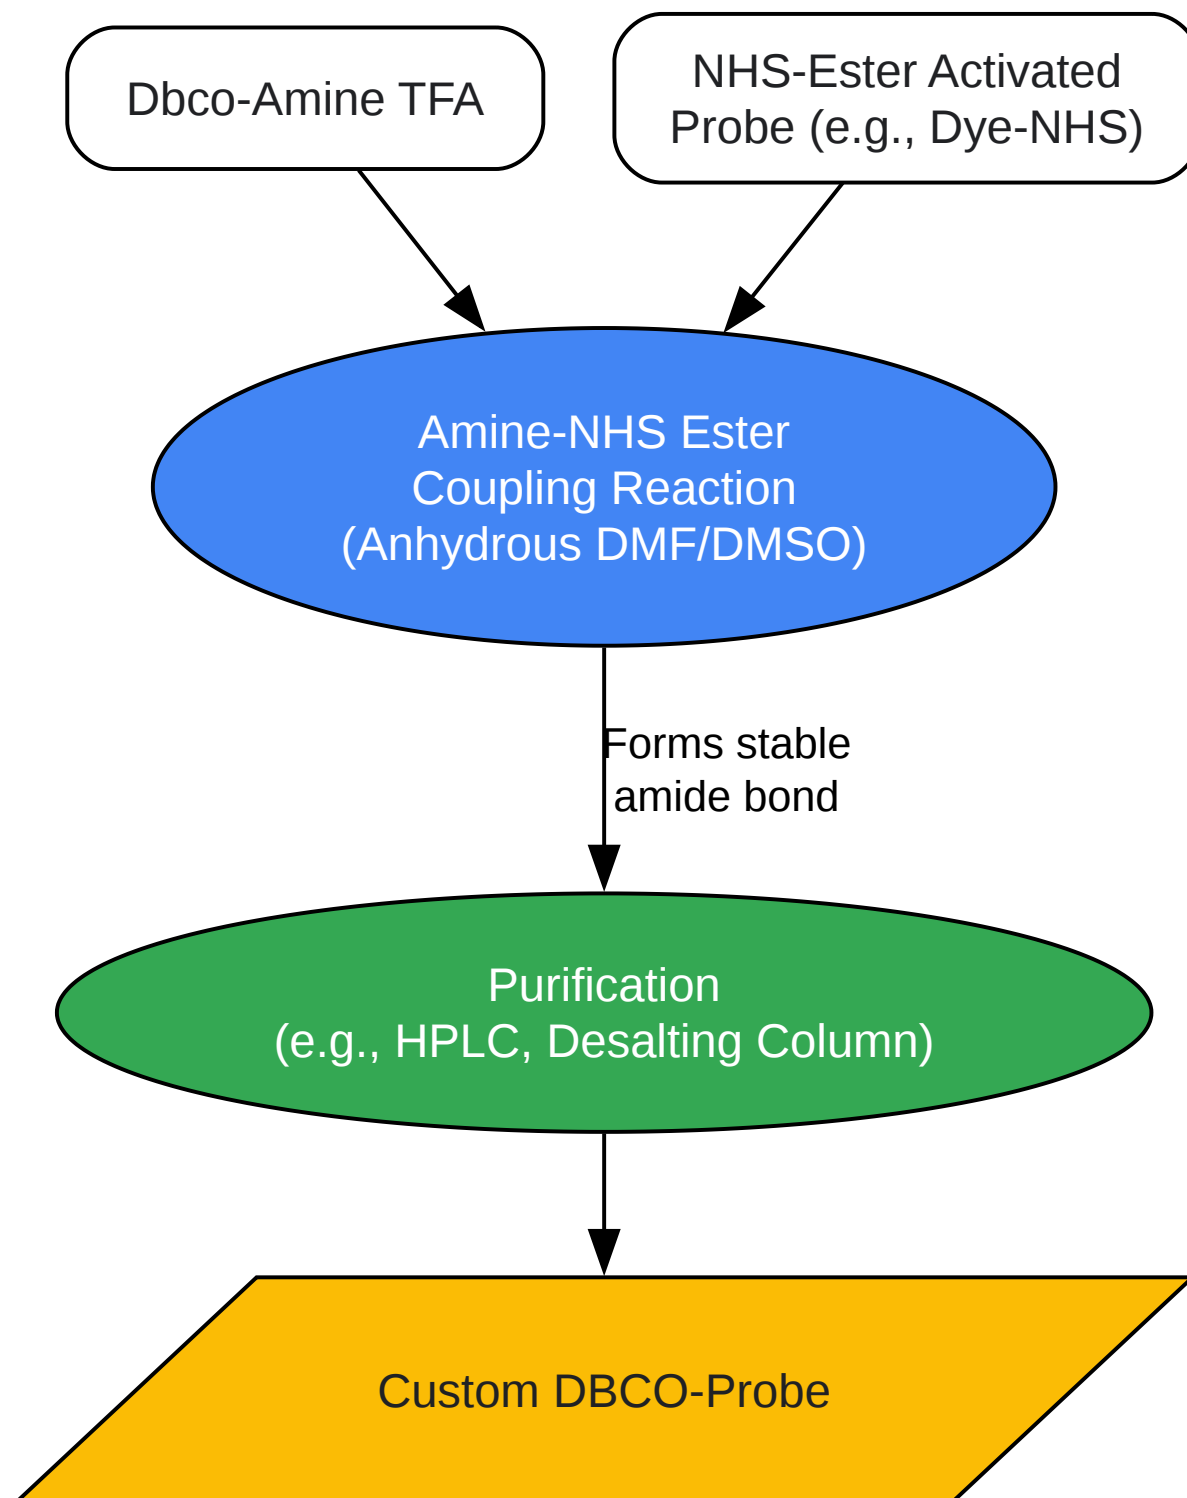 Dbco-Amine TFA
NHS-Ester Activated
Probe (e.g., Dye-NHS)
Amine-NHS Ester
Coupling Reaction
(Anhydrous DMF/DMSO)
Forms stable
amide bond
Purification
(e.g., HPLC, Desalting Column)
Custom DBCO-Probe